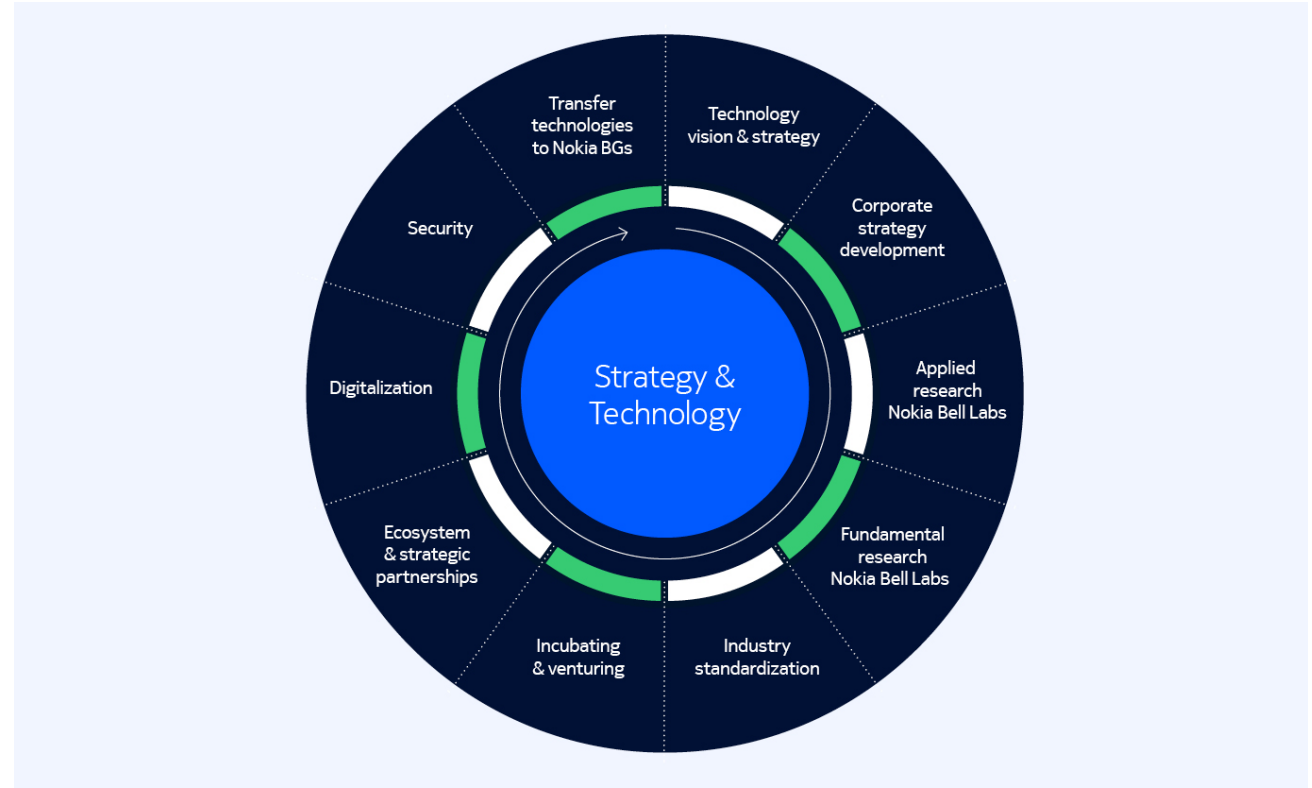 Transfer
technologies
to Nokia BGs
Technology
vision & strategy
Corporate
strategy
development
Applied
research
Nokia Bell Labs
Fundamental
research
Nokia Bell Labs
Industry
standardization
Incubating
& venturing
Ecosystem
& strategic
partnerships
Digitalization
Security
Strategy &
Technology